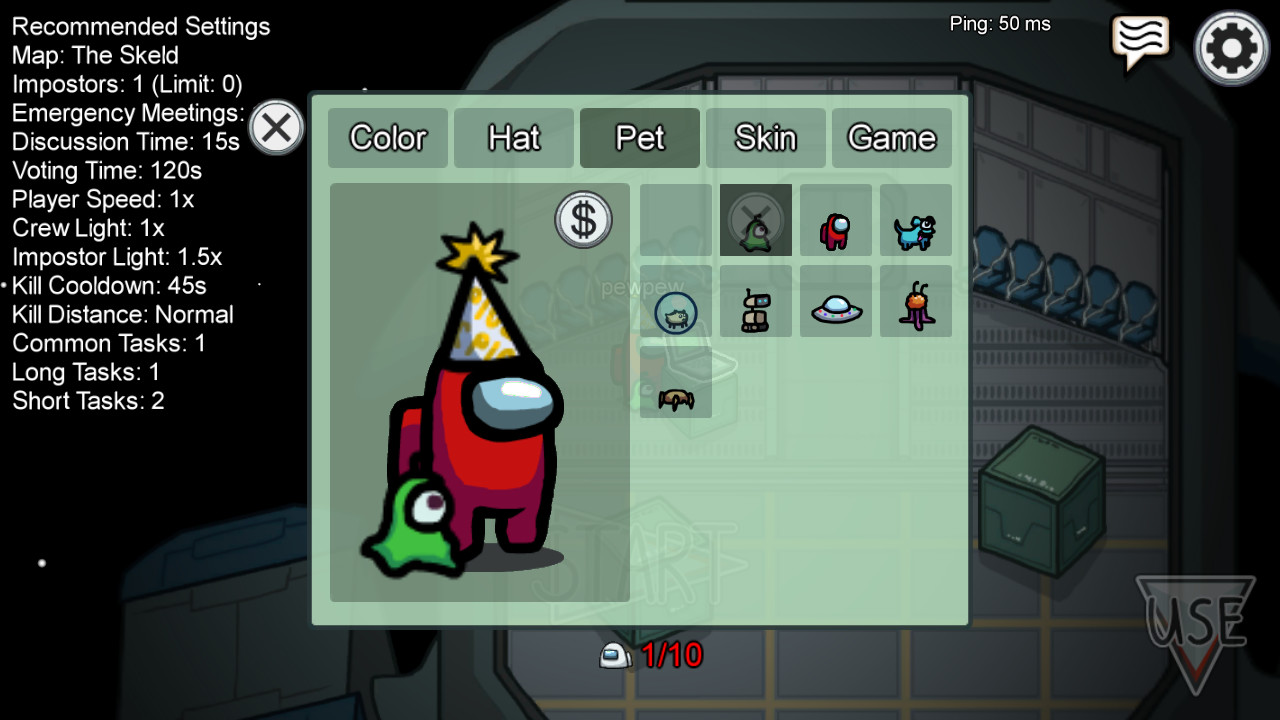 Recommended Settings
Map: The Skeld
Impostors: 1 (Limit: 0)
Emergency Meetings:
Discussion Time: 15s
Voting Time: 120s
Player Speed: 1x
Crew Light: 1x
Impostor Light: 1.5x
Kill Cooldown: 45s
Kill Distance: Normal
Common Tasks: 1
Long Tasks: 1
Short Tasks: 2
Ping: 50 ms
Color Hat Pet Skin Game
$
pewpew
START
1/10
USE